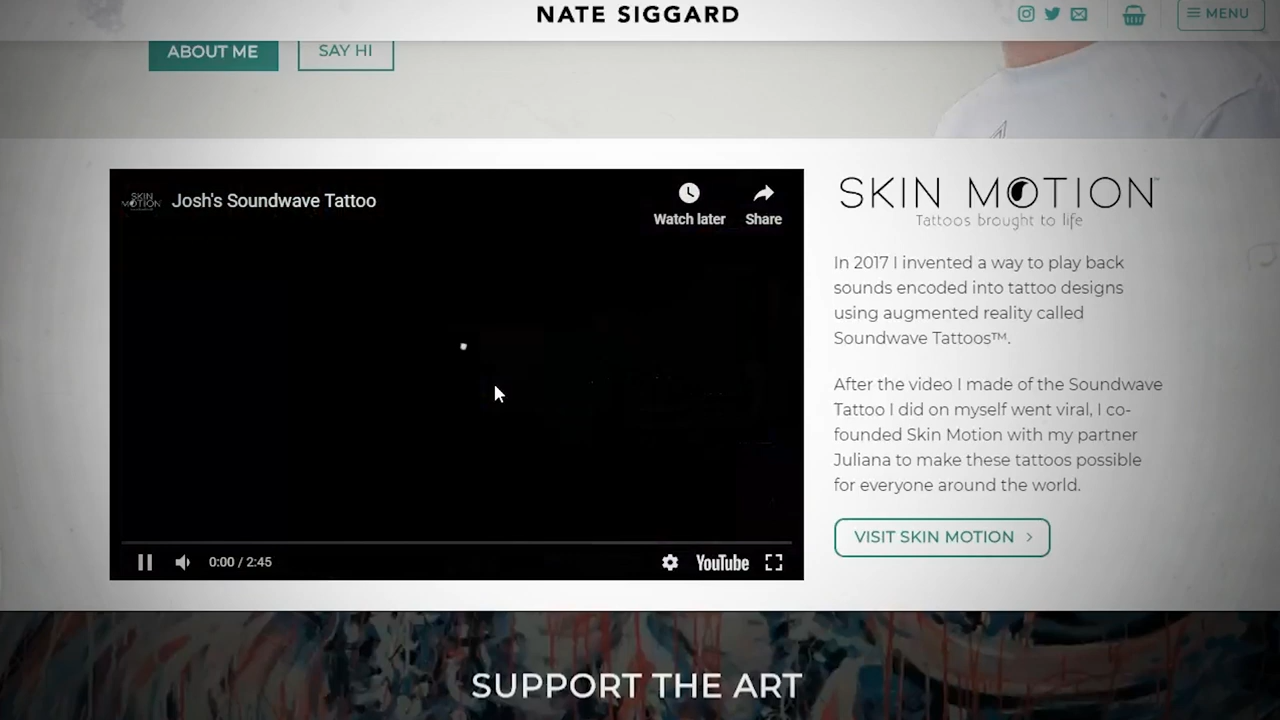 NATE SIGGARD
MENU
ABOUT ME
SAY HI
SKIN MOTION
Josh's Soundwave Tattoo
Watch later
Share
0:00 / 2:45
YouTube
SKIN MOTION™
Tattoos brought to life
In 2017 I invented a way to play back
sounds encoded into tattoo designs
using augmented reality called
Soundwave Tattoos™.
After the video I made of the Soundwave
Tattoo I did on myself went viral, I co-
founded Skin Motion with my partner
Juliana to make these tattoos possible
for everyone around the world.
VISIT SKIN MOTION
SUPPORT THE ART